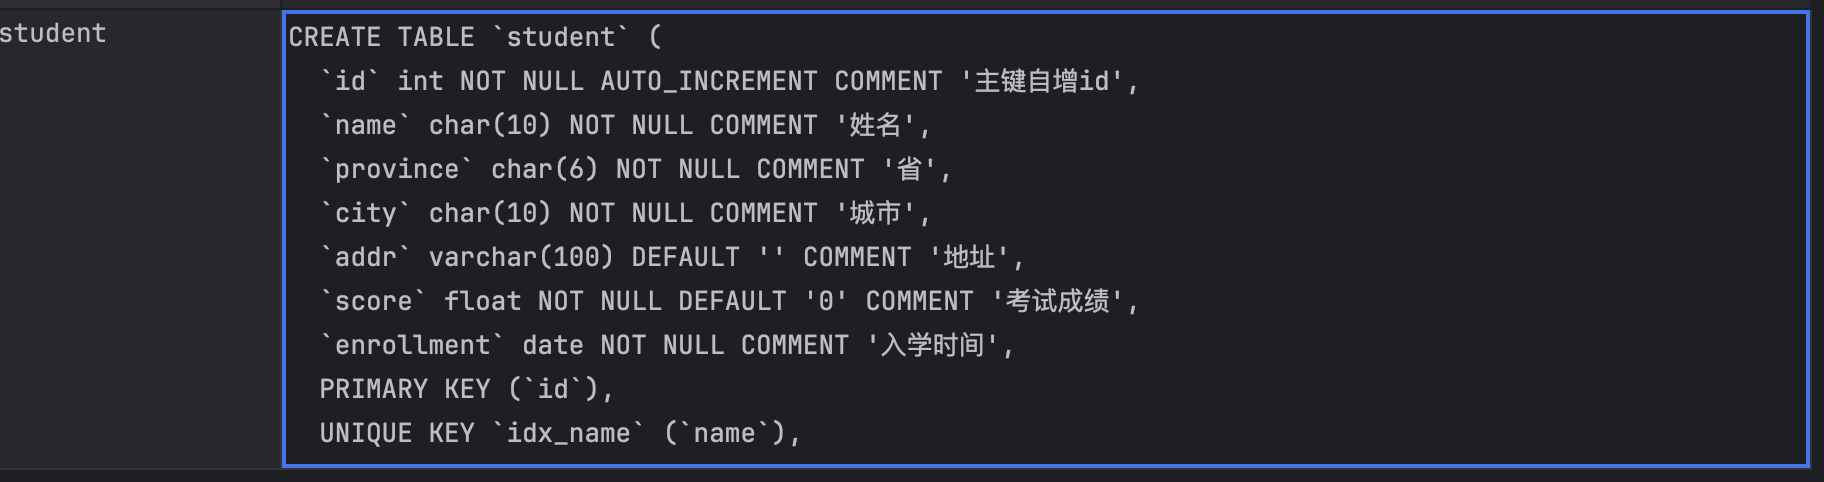 student
CREATE TABLE `student` (
  `id` int NOT NULL AUTO_INCREMENT COMMENT '主键自增id',
  `name` char(10) NOT NULL COMMENT '姓名',
  `province` char(6) NOT NULL COMMENT '省',
  `city` char(10) NOT NULL COMMENT '城市',
  `addr` varchar(100) DEFAULT '' COMMENT '地址',
  `score` float NOT NULL DEFAULT '0' COMMENT '考试成绩',
  `enrollment` date NOT NULL COMMENT '入学时间',
  PRIMARY KEY (`id`),
  UNIQUE KEY `idx_name` (`name`),